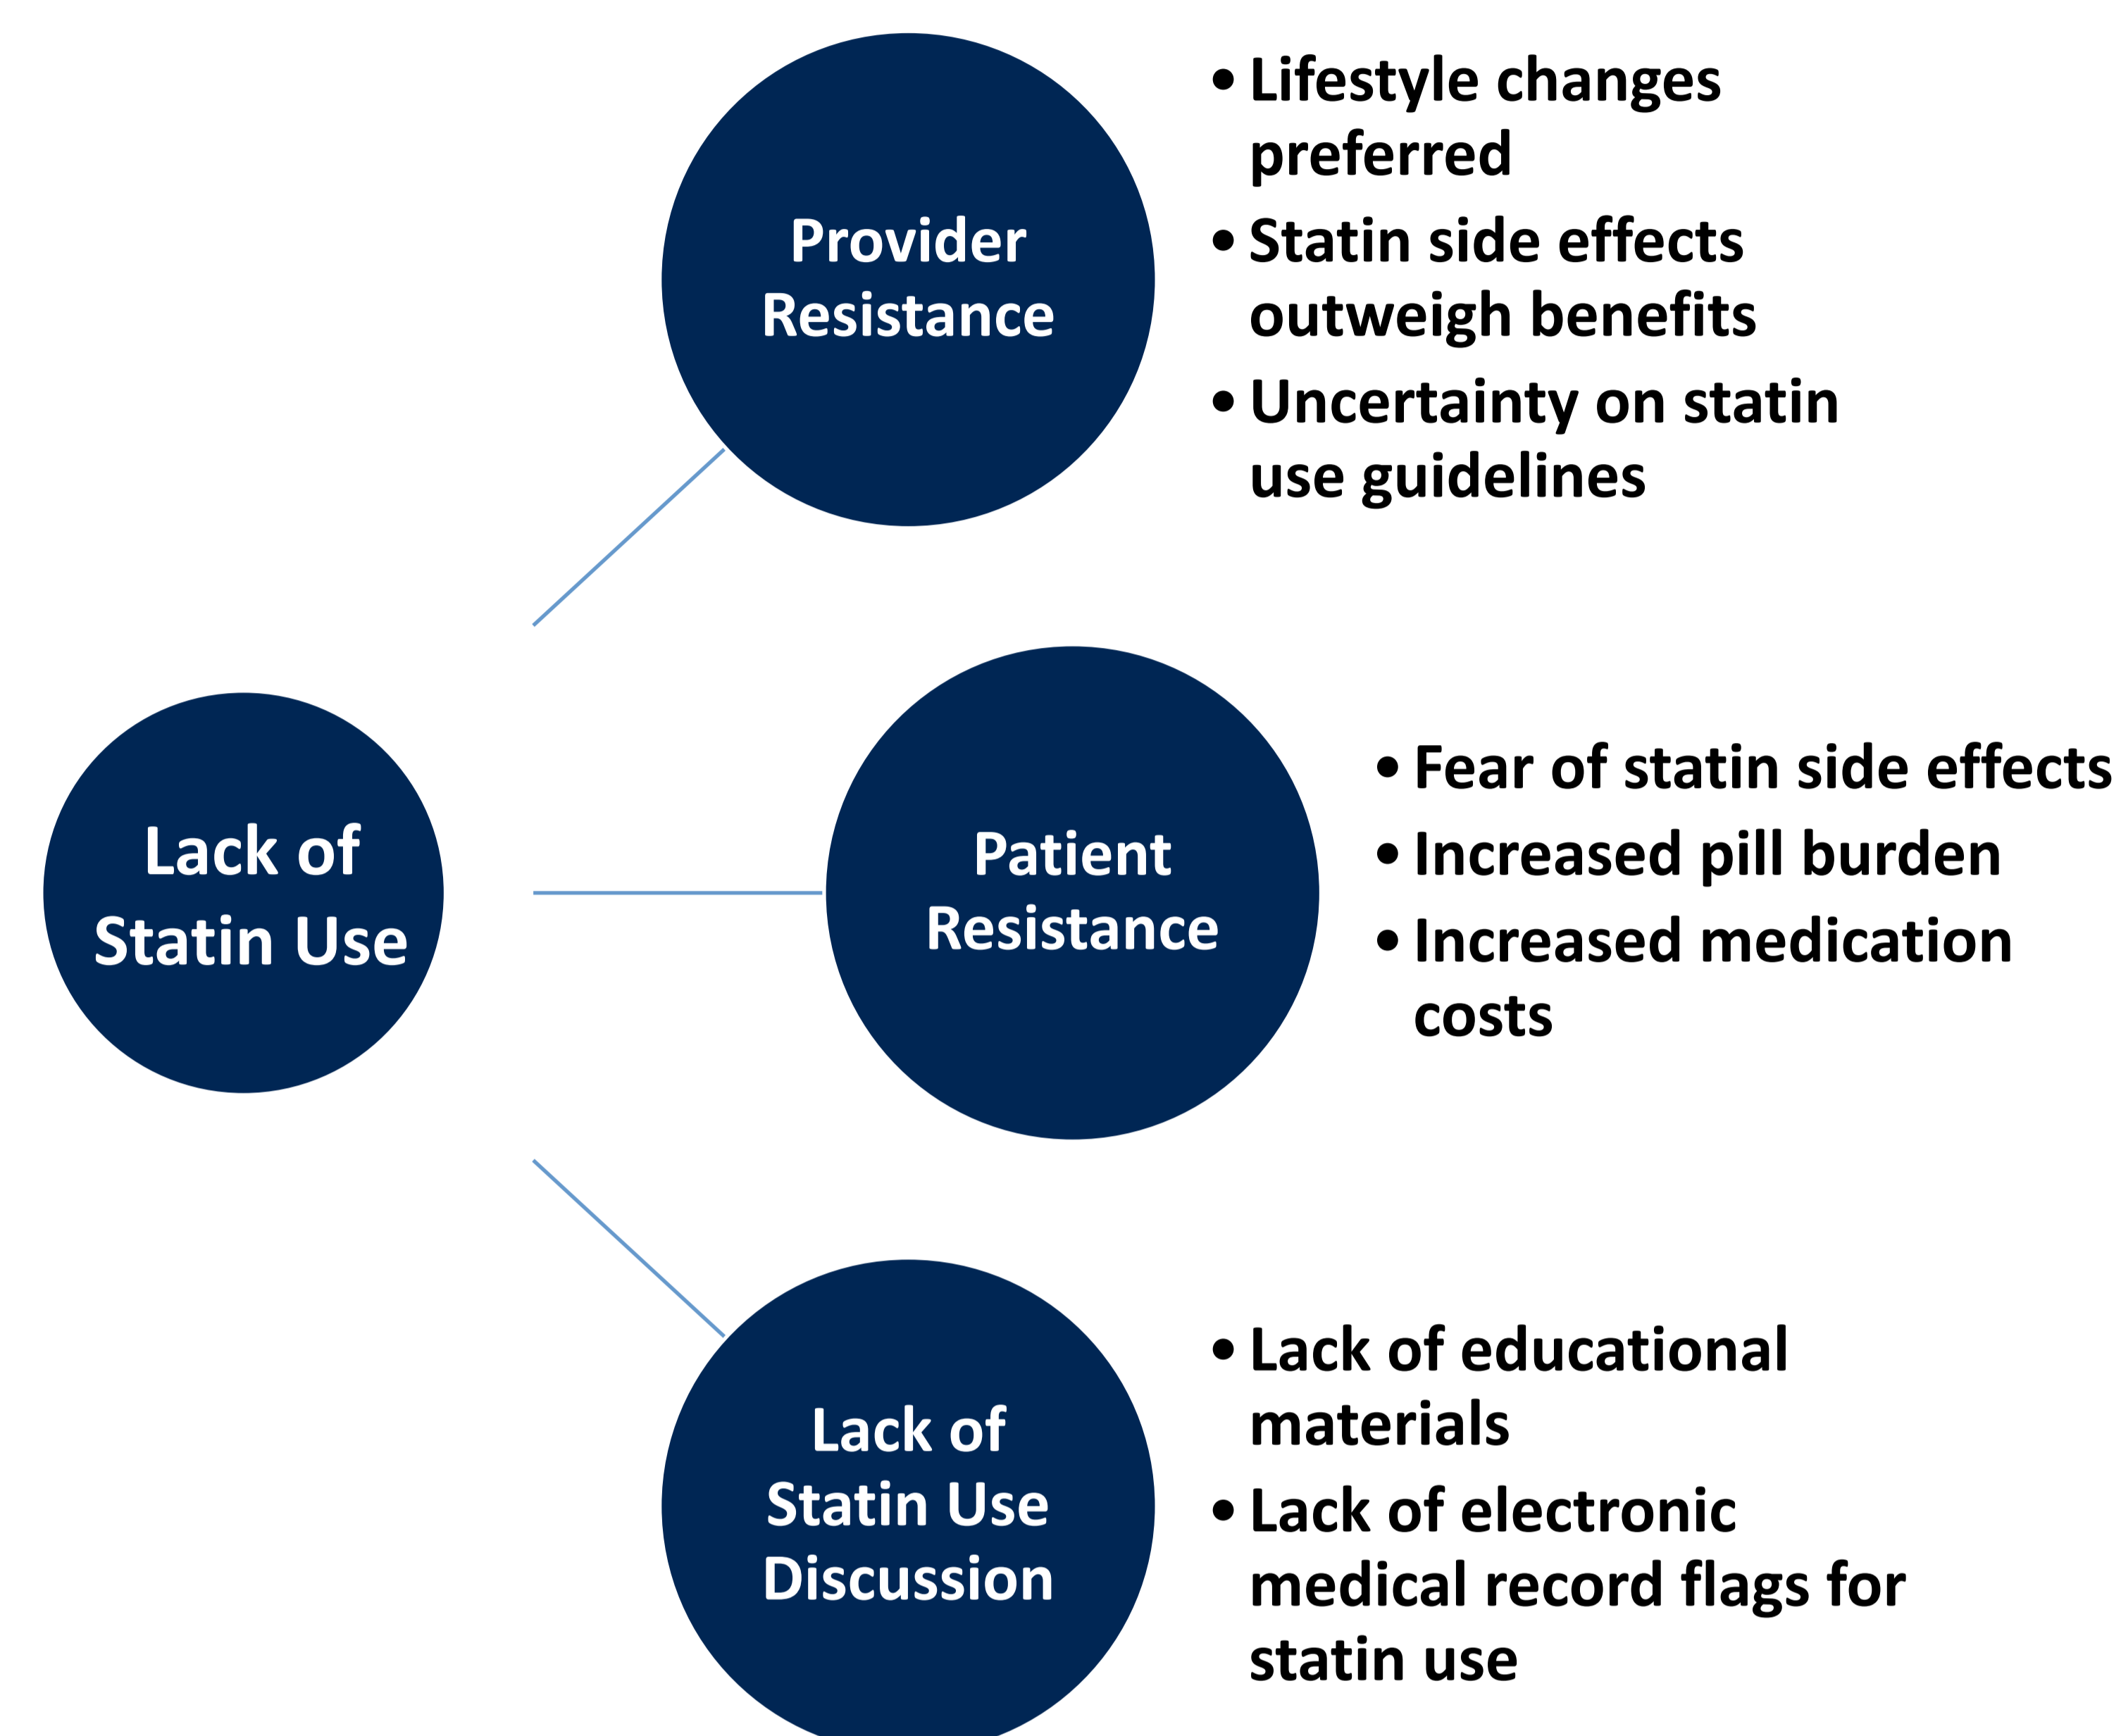 Lack of
Statin Use
Provider
Resistance
• Lifestyle changes
preferred
• Statin side effects
outweigh benefits
• Uncertainty on statin
use guidelines
Patient
Resistance
• Fear of statin side effects
• Increased pill burden
• Increased medication
costs
Lack of
Statin Use
Discussion
• Lack of educational
materials
• Lack of electronic
medical record flags for
statin use